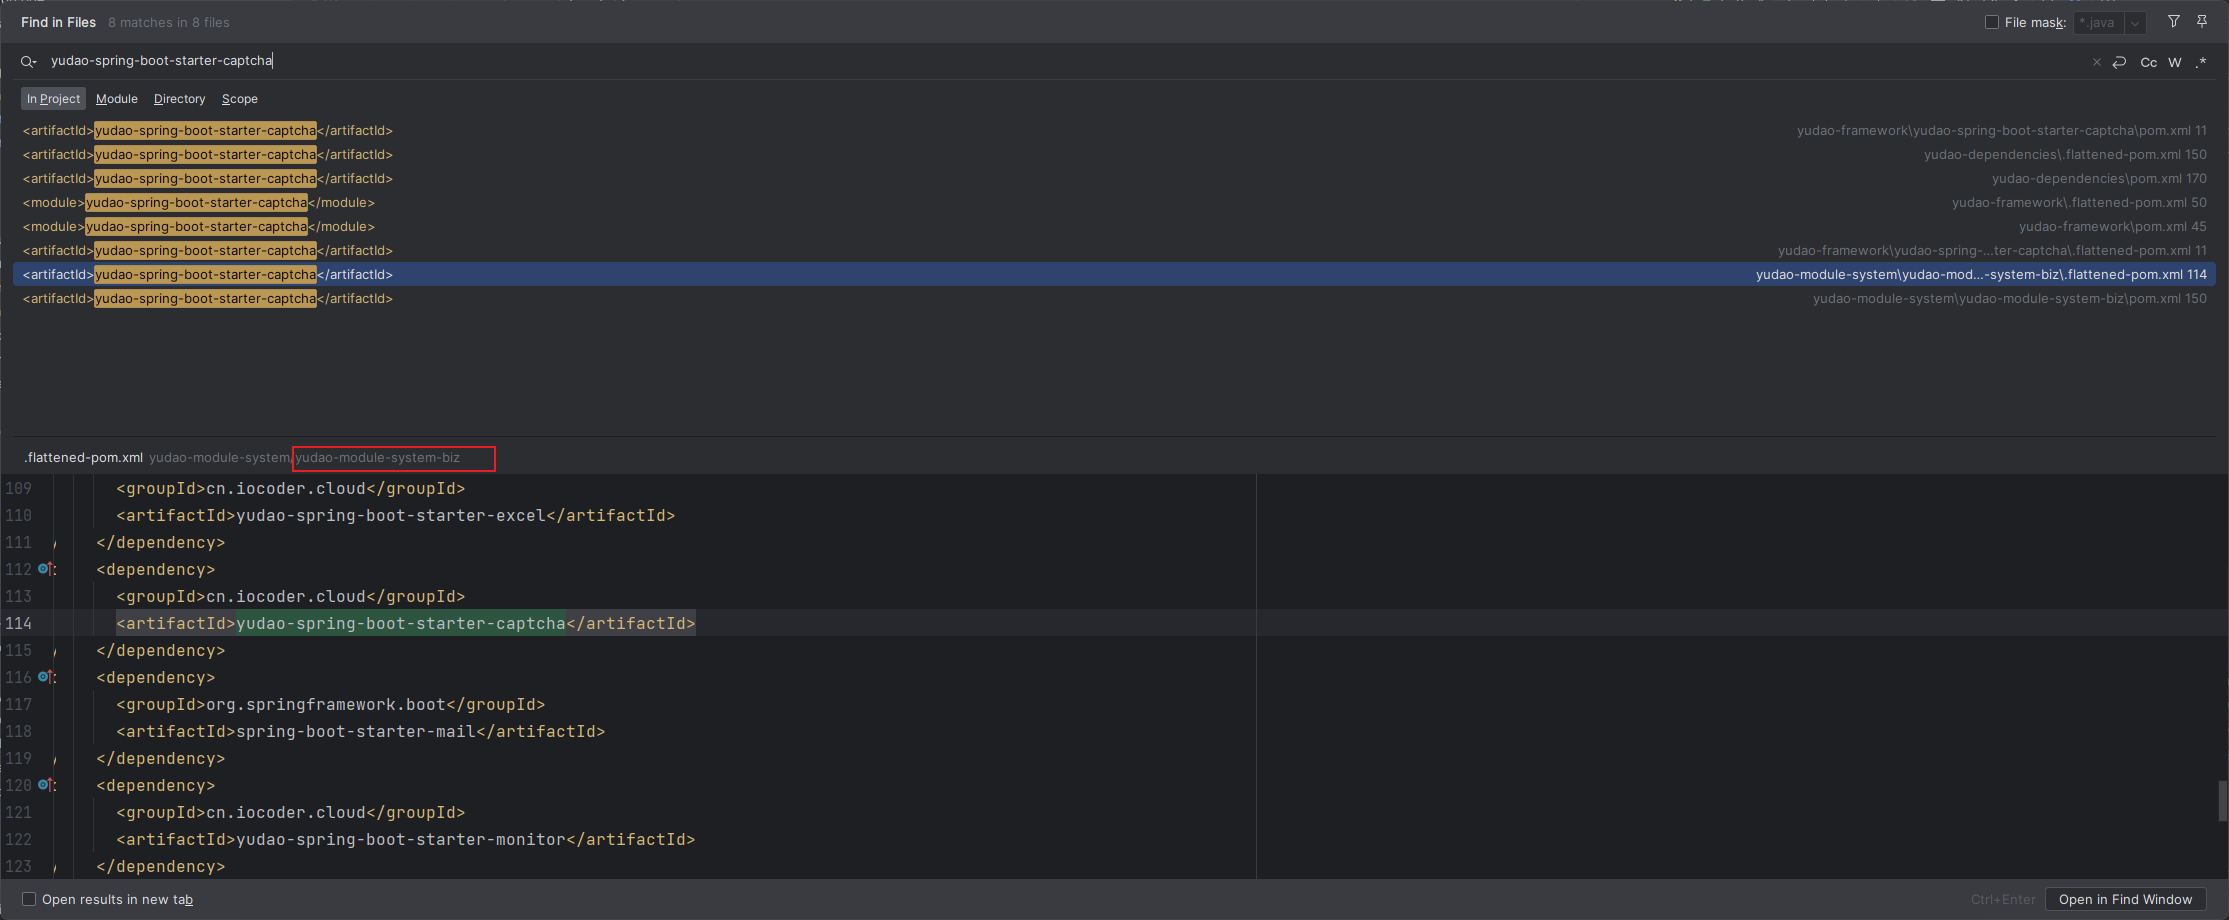 Find in Files 8 matches in 8 files File mask: *.java
yudao-spring-boot-starter-captcha Cc W .*
In Project Module Directory Scope
<artifactId>yudao-spring-boot-starter-captcha</artifactId> yudao-framework\yudao-spring-boot-starter-captcha\pom.xml 11
<artifactId>yudao-spring-boot-starter-captcha</artifactId> yudao-dependencies\.flattened-pom.xml 150
<artifactId>yudao-spring-boot-starter-captcha</artifactId> yudao-dependencies\pom.xml 170
<module>yudao-spring-boot-starter-captcha</module> yudao-framework\.flattened-pom.xml 50
<module>yudao-spring-boot-starter-captcha</module> yudao-framework\pom.xml 45
<artifactId>yudao-spring-boot-starter-captcha</artifactId> yudao-framework\yudao-spring-...ter-captcha\.flattened-pom.xml 11
<artifactId>yudao-spring-boot-starter-captcha</artifactId> yudao-module-system\yudao-mod...-system-biz\.flattened-pom.xml 114
<artifactId>yudao-spring-boot-starter-captcha</artifactId> yudao-module-system\yudao-module-system-biz\pom.xml 150
.flattened-pom.xml yudao-module-system/yudao-module-system-biz
109 <groupId>cn.iocoder.cloud</groupId>
110 <artifactId>yudao-spring-boot-starter-excel</artifactId>
111 </dependency>
112 <dependency>
113 <groupId>cn.iocoder.cloud</groupId>
114 <artifactId>yudao-spring-boot-starter-captcha</artifactId>
115 </dependency>
116 <dependency>
117 <groupId>org.springframework.boot</groupId>
118 <artifactId>spring-boot-starter-mail</artifactId>
119 </dependency>
120 <dependency>
121 <groupId>cn.iocoder.cloud</groupId>
122 <artifactId>yudao-spring-boot-starter-monitor</artifactId>
123 </dependency>
Open results in new tab Ctrl+Enter Open in Find Window